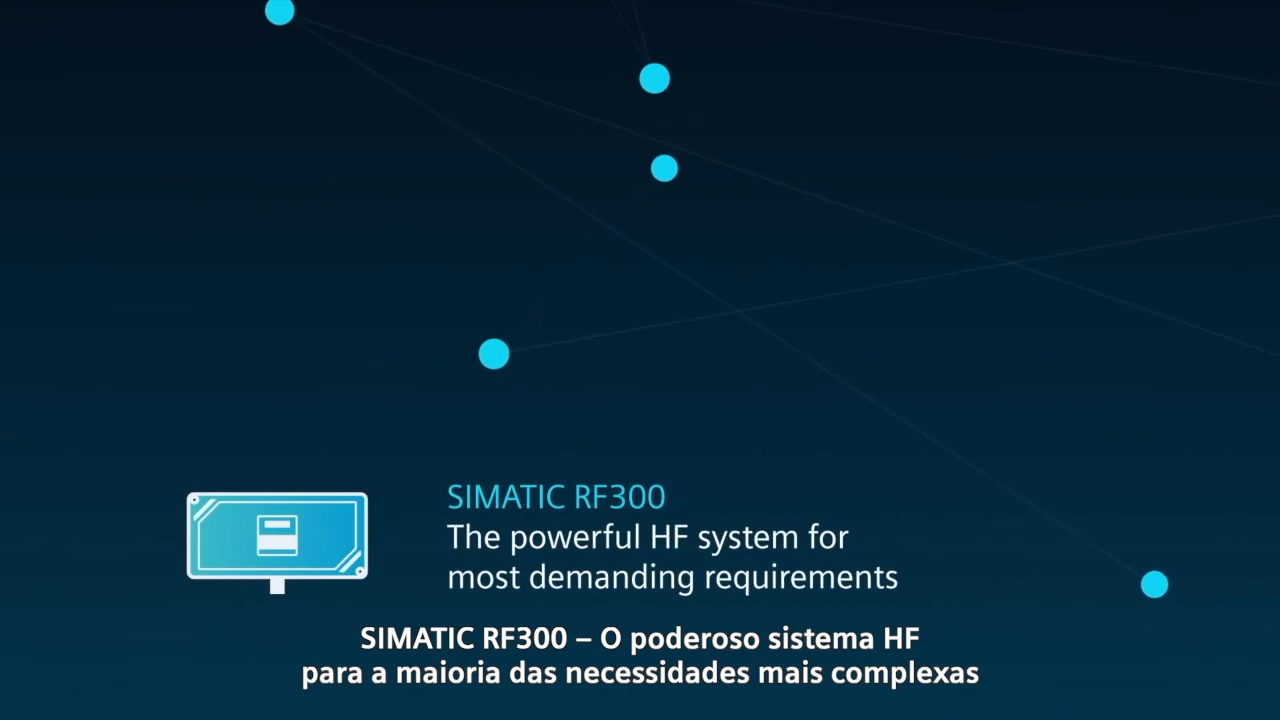 SIMATIC RF300
The powerful HF system for
most demanding requirements
SIMATIC RF300 – O poderoso sistema HF
para a maioria das necessidades mais complexas